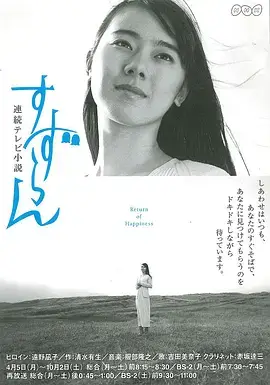 NHK
連続テレビ小説
すずらん
Return of
Happiness
しあわせはいつも、
あなたのすぐそばで、
あなたに見つけてもらうのを
ドキドキしながら
待っています。
ヒロイン:遠野凪子/作:清水有生/音楽:服部隆之/歌:吉田美奈子 クラリネット:赤坂達三
4月5日(月)~10月2日(土) 総合(月~土)前8:15~8:30/BS-2(月~土)前7:30~7:45
再放送 総合(月~土)後0:45~1:00/BS-2(土)前9:30~11:00